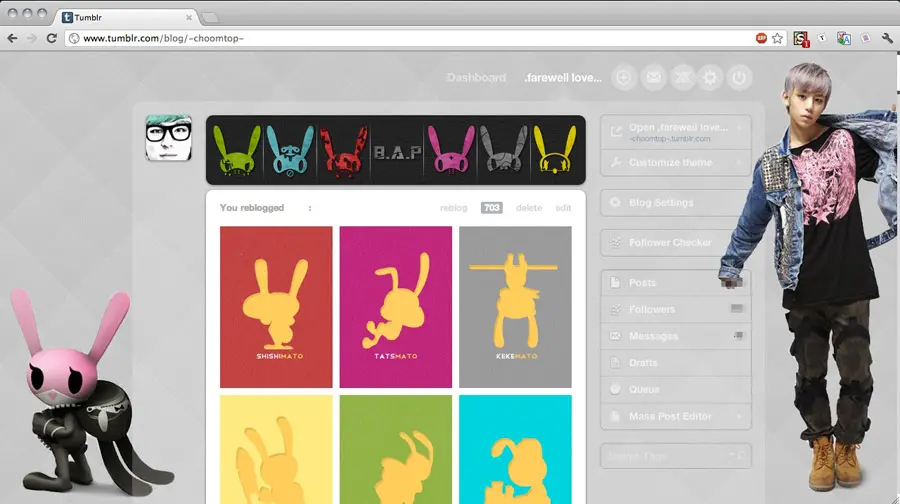 Tumblr
www.tumblr.com/blog/-choomtop-
Dashboard
.farewell love...
B.A.P
You reblogged :
reblog 703 delete edit
SHISHIMATO
TATSMATO
KEKEMATO
Open .farewell love...
-choomtop-.tumblr.com
Customize theme
Blog Settings
Follower Checker
Posts
Followers
Messages
Drafts
Queue
Mass Post Editor